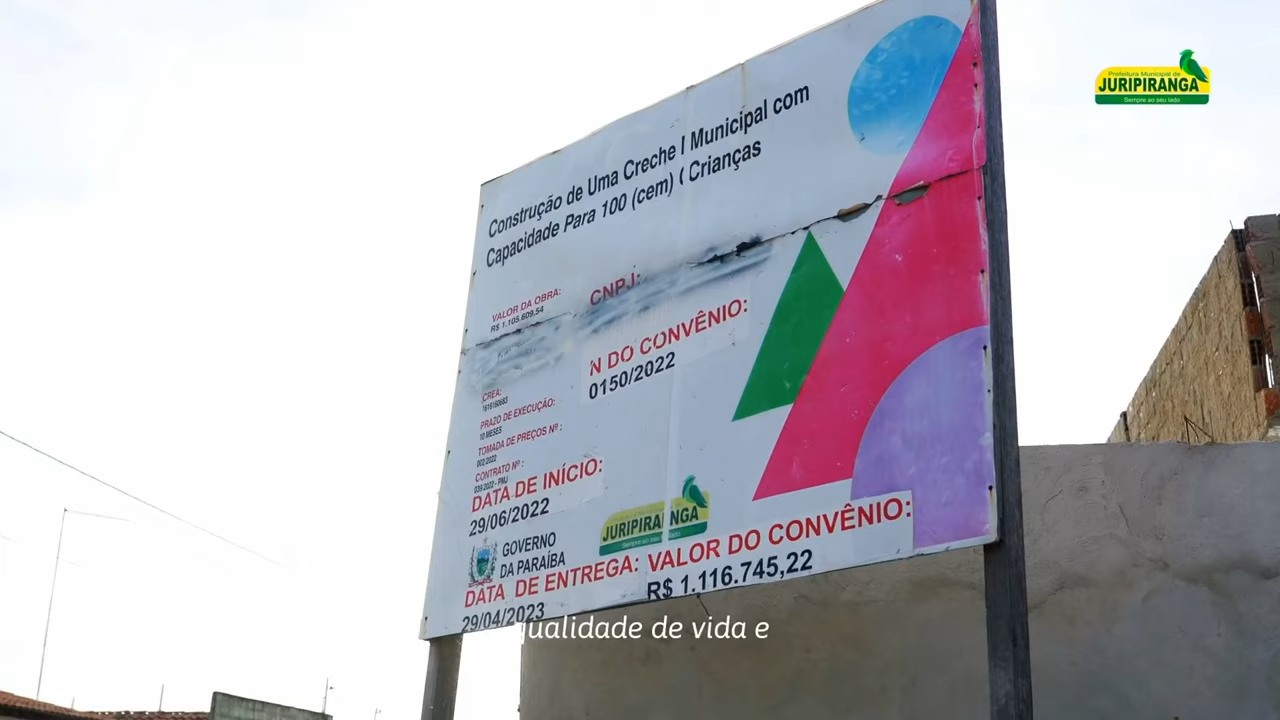 Prefeitura Municipal de
JURIPIRANGA
Sempre ao seu lado
Construção de Uma Creche Municipal com
Capacidade Para 100 (cem) Crianças
VALOR DA OBRA:
R$ 1.105.609,54
CNPJ:
N DO CONVÊNIO:
0150/2022
CREA:
PRAZO DE EXECUÇÃO:
10 MESES
TOMADA DE PREÇOS Nº:
002/2022
CONTRATO Nº:
DATA DE INÍCIO:
29/06/2022
GOVERNO
DA PARAÍBA
JURIPIRANGA
Sempre ao seu lado
DATA DE ENTREGA:
29/04/2023
VALOR DO CONVÊNIO:
R$ 1.116.745,22
qualidade de vida e